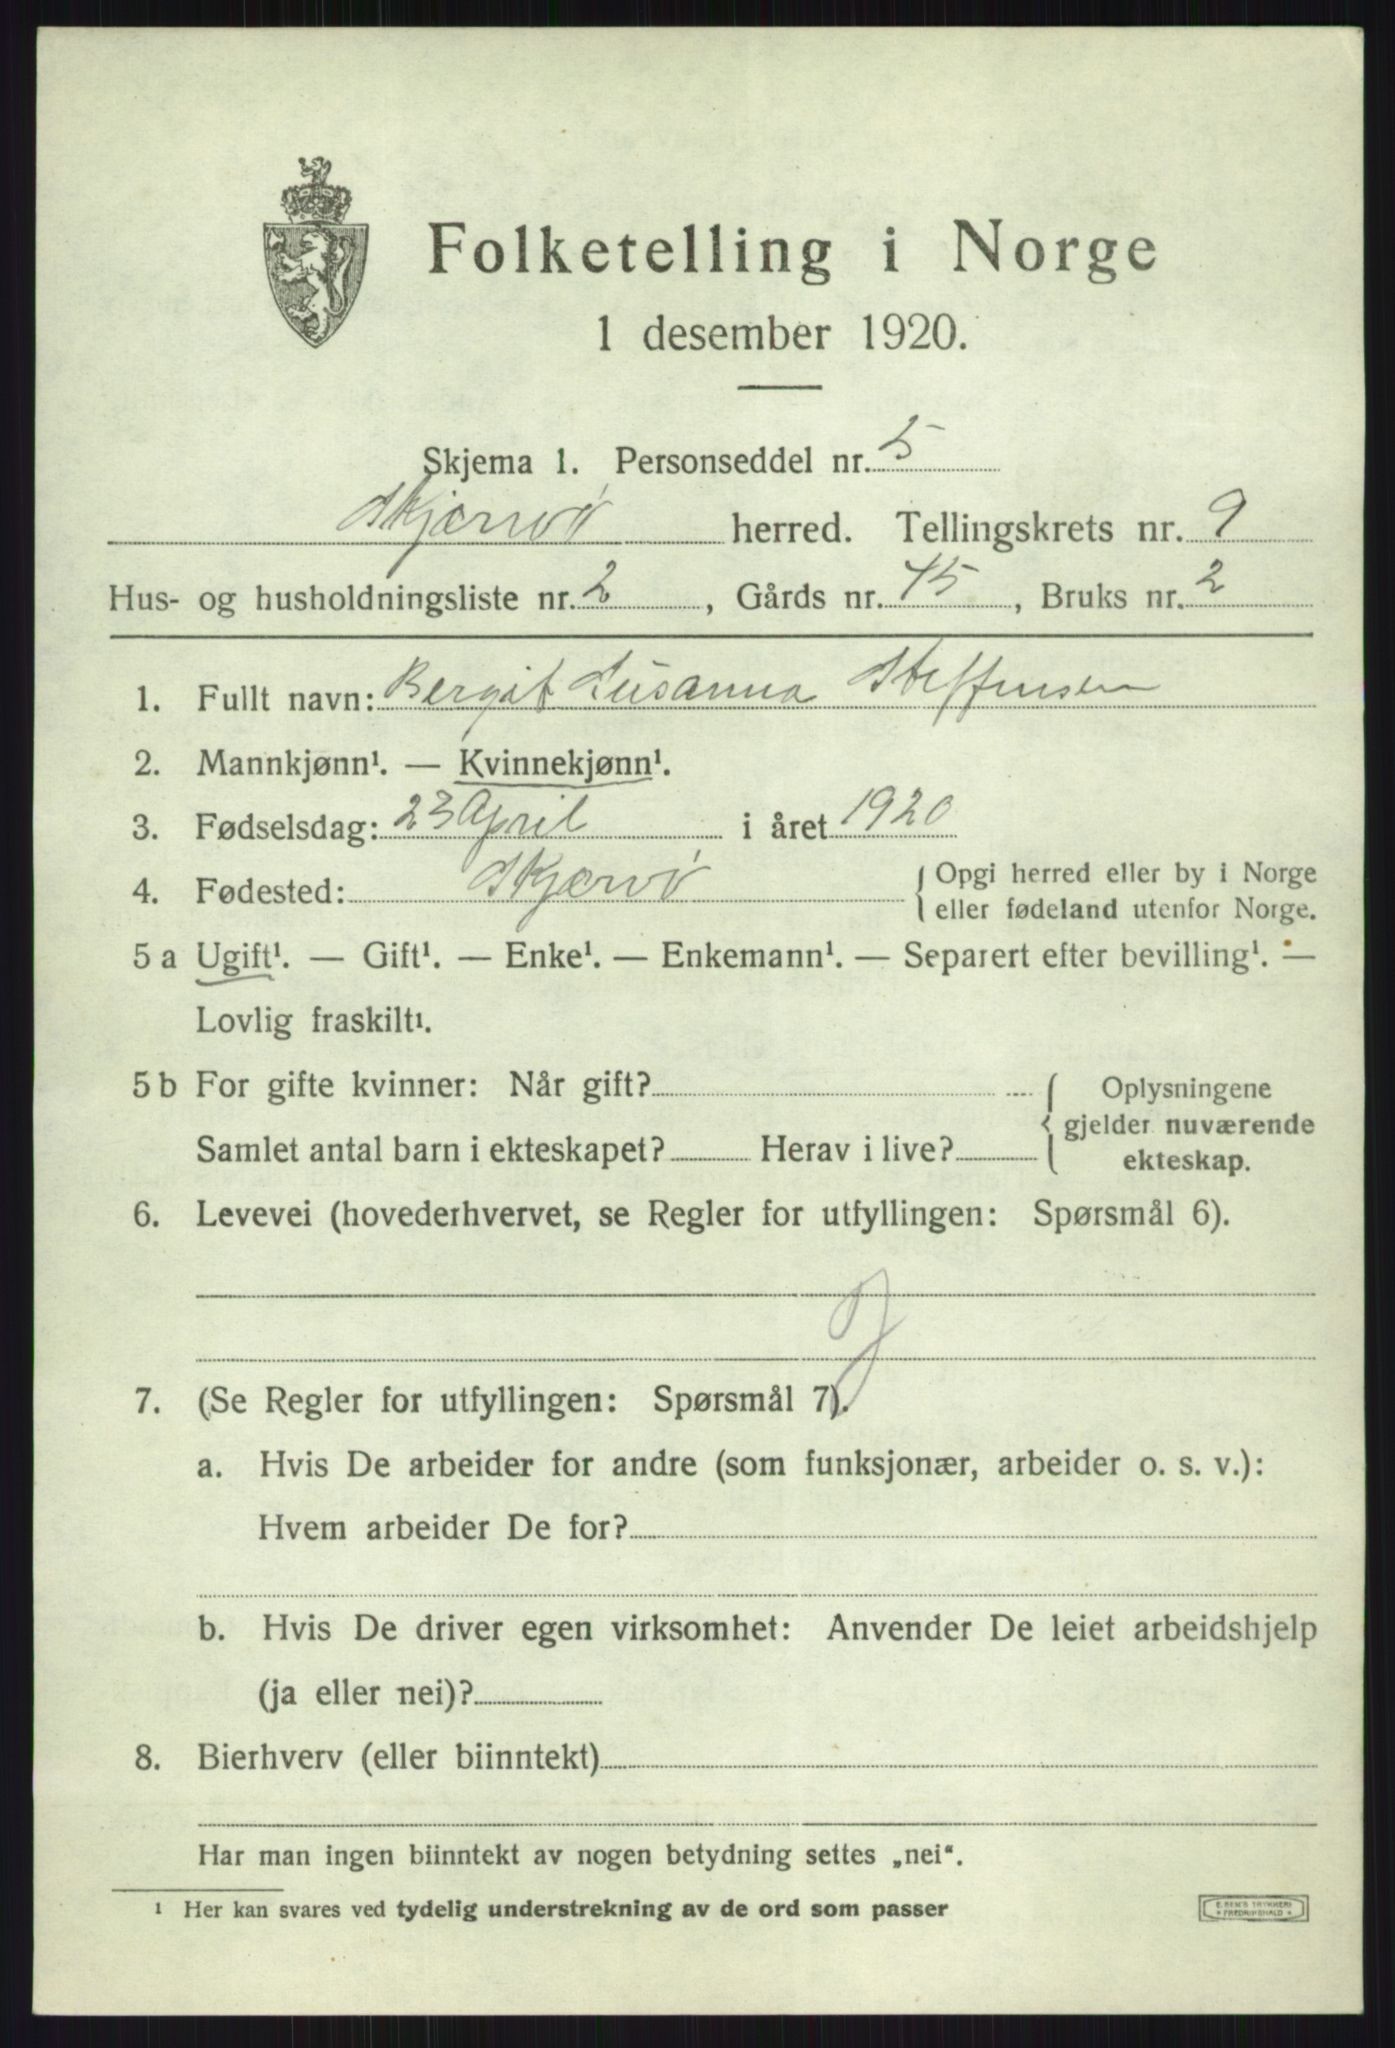 Folketelling i Norge
1 desember 1920.
Skjema 1. Personseddel nr. 5
Skjærvø herred. Tellingskrets nr. 9
Hus- og husholdningsliste nr. 2, Gårds nr. 45, Bruks nr. 2
1. Fullt navn: Bergit Susanna Steffensen
2. Mannkjønn¹. — Kvinnekjønn¹.
3. Fødselsdag: 23 April i året 1920
4. Fødested: Skjærvø { Opgi herred eller by i Norge
eller fødeland utenfor Norge.
5 a Ugift¹. — Gift¹. — Enke¹. — Enkemann¹. — Separert efter bevilling¹. —
Lovlig fraskilt¹.
5 b For gifte kvinner: Når gift? { Oplysningene
gjelder nuværende
Samlet antal barn i ekteskapet? Herav i live? ekteskap.
6. Levevei (hovederhvervet, se Regler for utfyllingen: Spørsmål 6).
7. (Se Regler for utfyllingen: Spørsmål 7).
a. Hvis De arbeider for andre (som funksjonær, arbeider o. s. v.):
Hvem arbeider De for?
b. Hvis De driver egen virksomhet: Anvender De leiet arbeidshjelp
(ja eller nei)?
8. Bierhverv (eller biinntekt)
Har man ingen biinntekt av nogen betydning settes „nei“.
¹ Her kan svares ved tydelig understrekning av de ord som passer
E. SEM'S TRYKKERI
* FREDRIKSHALD *